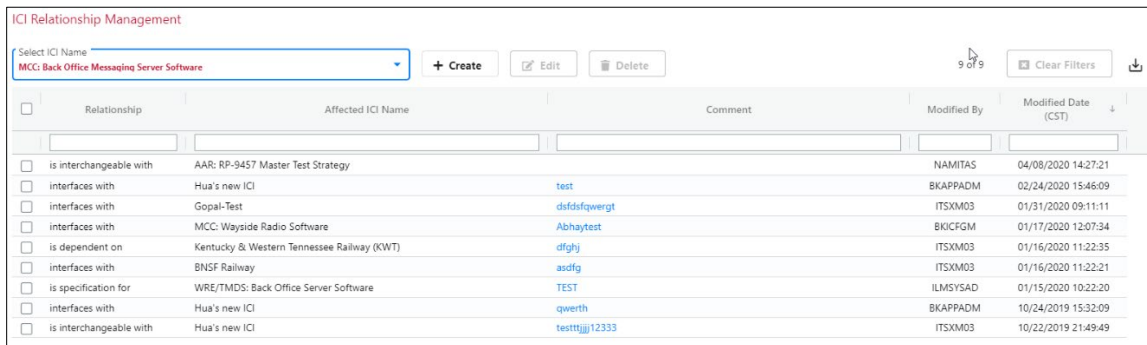 ICI Relationship Management
Select ICI Name
MCC: Back Office Messaging Server Software
+ Create Edit Delete 9 of 9 Clear Filters
Relationship Affected ICI Name Comment Modified By Modified Date (CST)
is interchangeable with AAR: RP-9457 Master Test Strategy NAMITAS 04/08/2020 14:27:21
interfaces with Hua's new ICI test BKAPPADM 02/24/2020 15:46:09
interfaces with Gopal-Test dsfdsfqwergt ITSXM03 01/31/2020 09:11:11
interfaces with MCC: Wayside Radio Software Abhaytest BKICFGM 01/17/2020 12:07:34
is dependent on Kentucky & Western Tennessee Railway (KWT) dfghj ITSXM03 01/16/2020 11:22:35
interfaces with BNSF Railway asdfg ITSXM03 01/16/2020 11:22:21
is specification for WRE/TMDS: Back Office Server Software TEST ILMSYSAD 01/15/2020 10:22:20
interfaces with Hua's new ICI qwerth BKAPPADM 10/24/2019 15:32:09
is interchangeable with Hua's new ICI testttjjjj12333 ITSXM03 10/22/2019 21:49:49